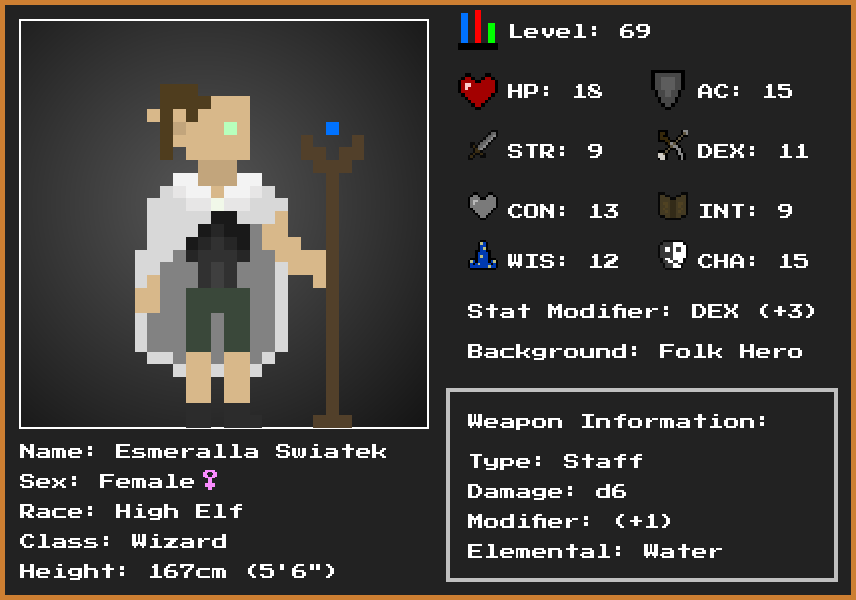 Level: 69
HP: 18 AC: 15
STR: 9 DEX: 11
CON: 13 INT: 9
WIS: 12 CHA: 15
Stat Modifier: DEX (+3)
Background: Folk Hero
Weapon Information:
Type: Staff
Damage: d6
Modifier: (+1)
Elemental: Water
Name: Esmeralla Swiatek
Sex: Female♀
Race: High Elf
Class: Wizard
Height: 167cm (5'6")